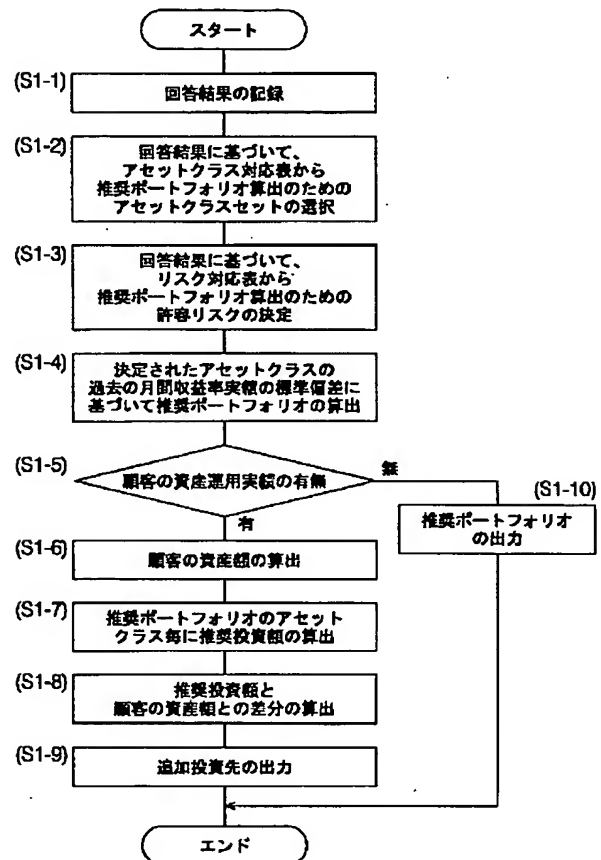 スタート
(S1-1)
回答結果の記録
(S1-2)
回答結果に基づいて、
アセットクラス対応表から
推奨ポートフォリオ算出のための
アセットクラスセットの選択
(S1-3)
回答結果に基づいて、
リスク対応表から
推奨ポートフォリオ算出のための
許容リスクの決定
(S1-4)
決定されたアセットクラスの
過去の月間収益率実績の標準偏差に
基づいて推奨ポートフォリオの算出
(S1-5)
顧客の資産運用実績の有無
無
有
(S1-10)
推奨ポートフォリオ
の出力
(S1-6)
顧客の資産額の算出
(S1-7)
推奨ポートフォリオのアセット
クラス毎に推奨投資額の算出
(S1-8)
推奨投資額と
顧客の資産額との差分の算出
(S1-9)
追加投資先の出力
エンド